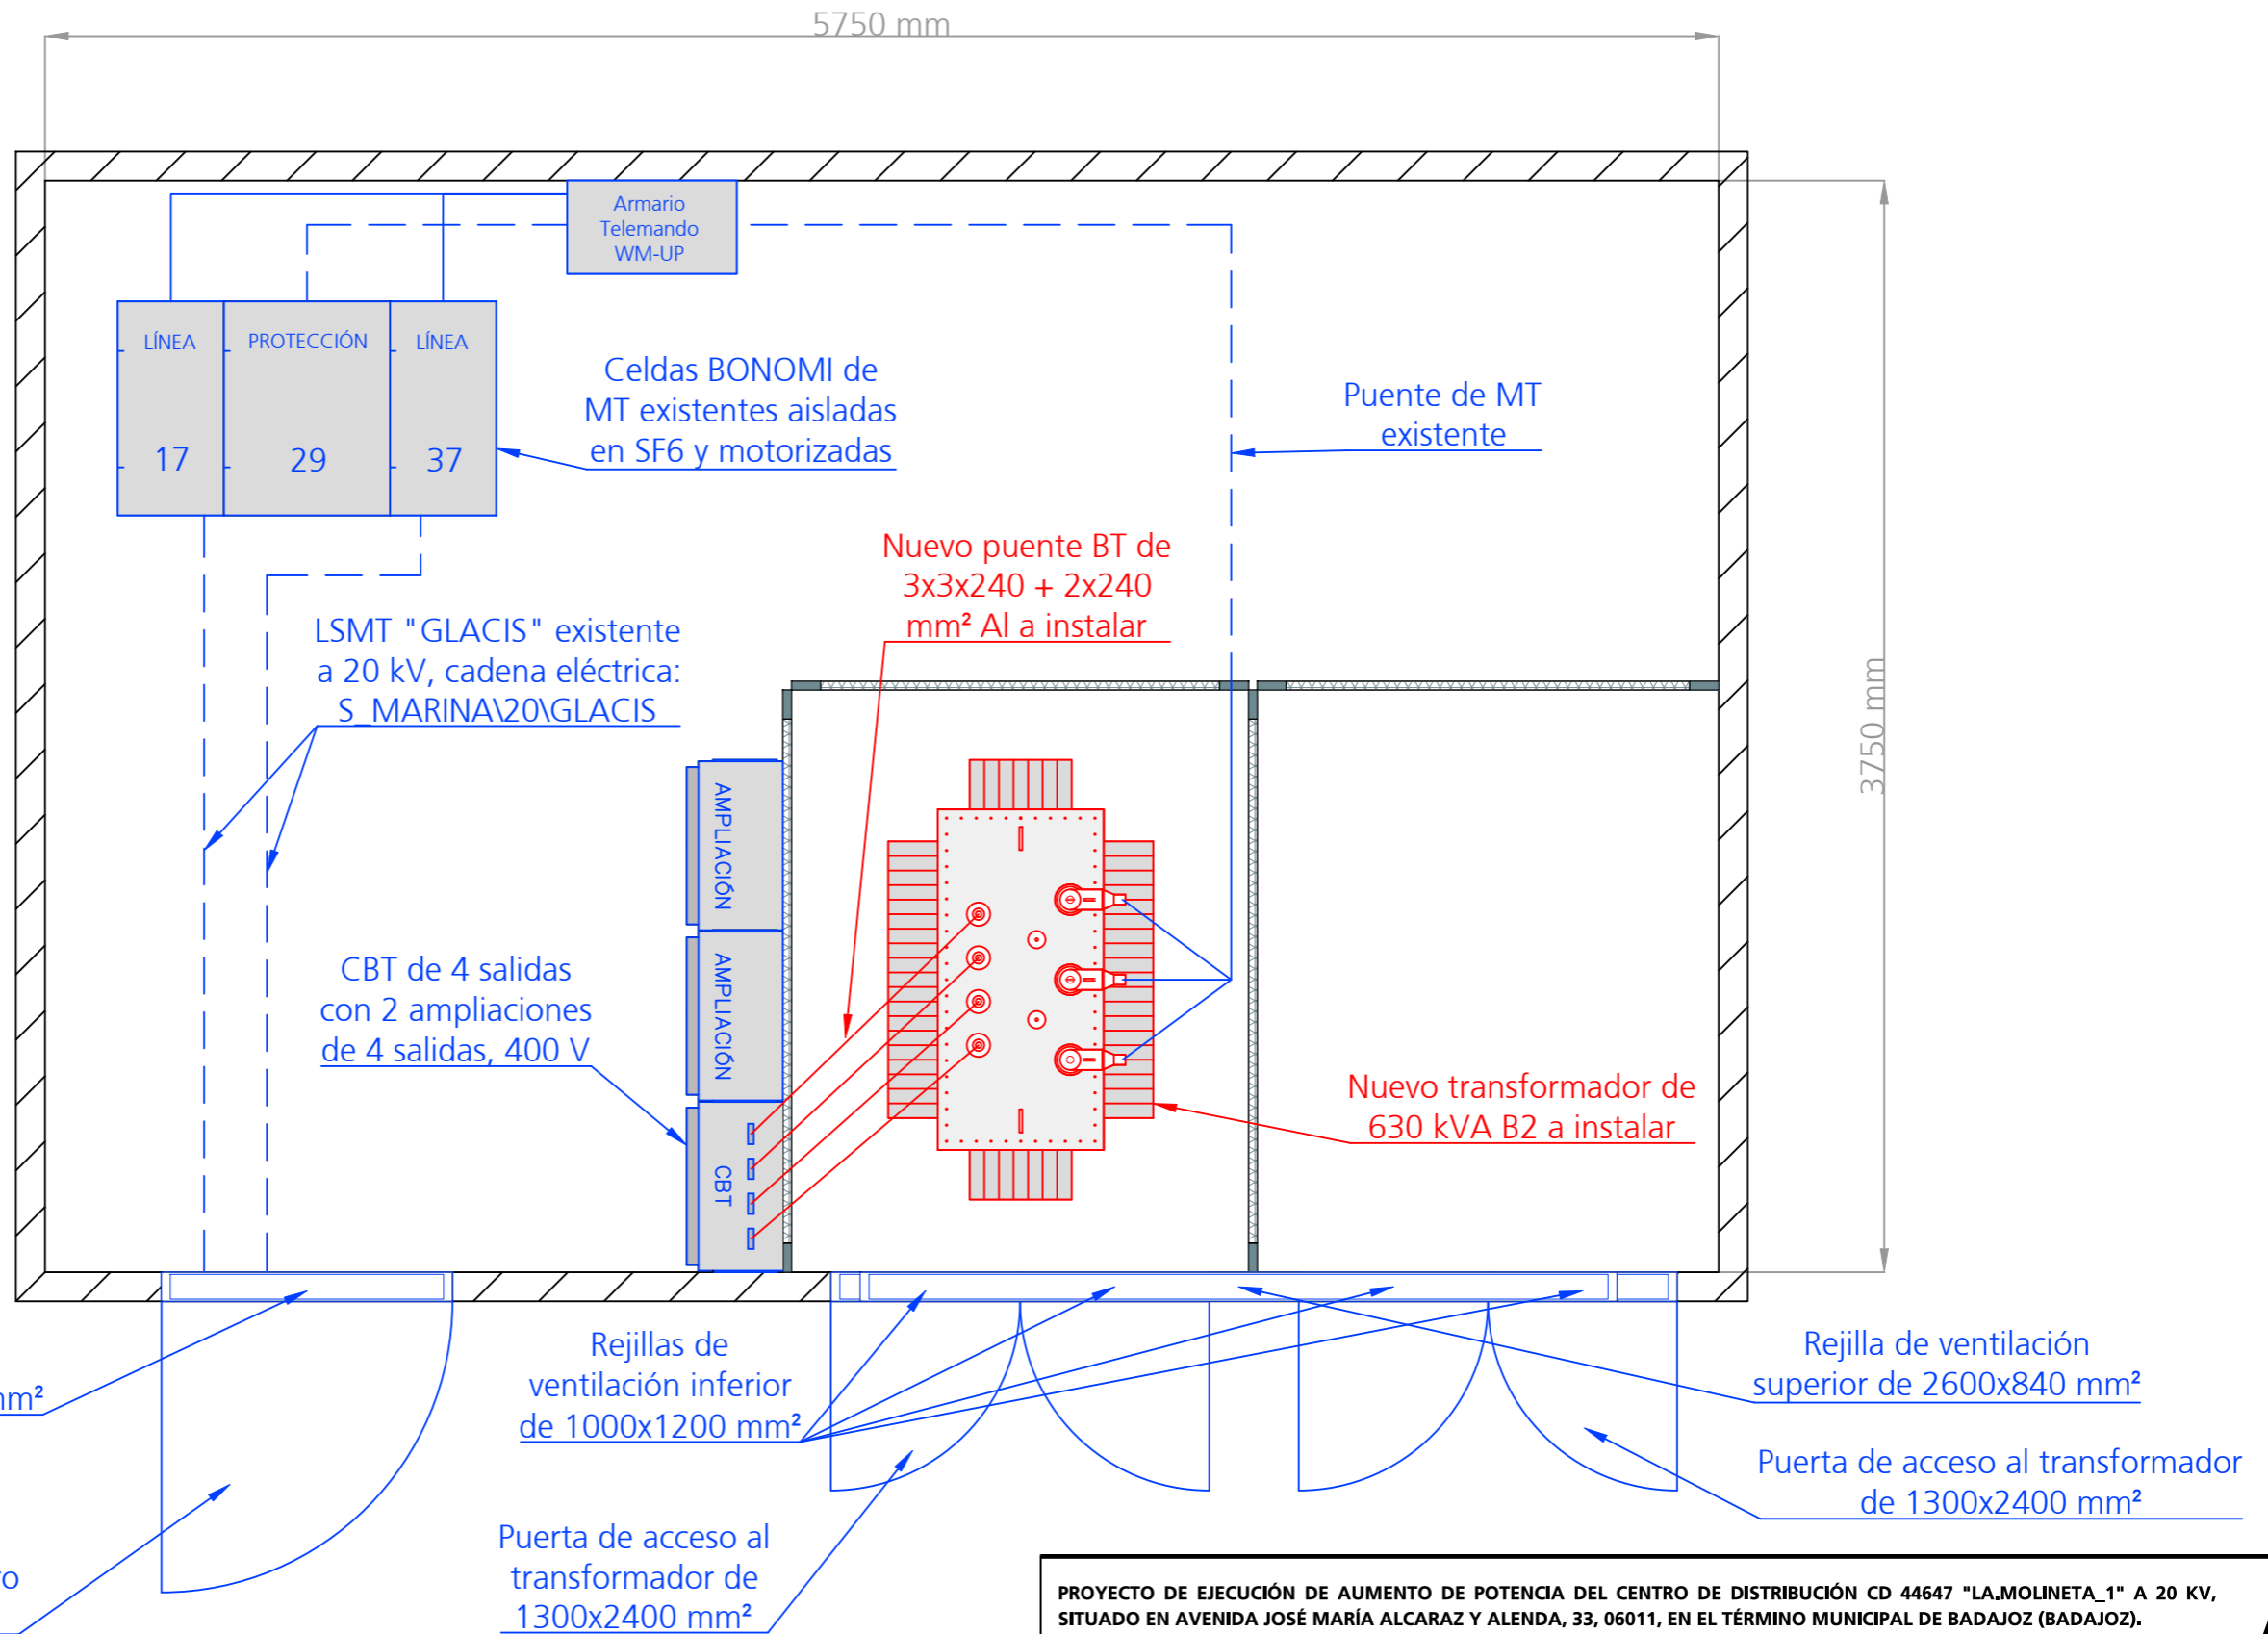 5750 mm
Armario
Telemando
WM-UP
LÍNEA
PROTECCIÓN
LÍNEA
17
29
37
Celdas BONOMI de
MT existentes aisladas
en SF6 y motorizadas
Puente de MT
existente
Nuevo puente BT de
3x3x240 + 2x240
mm² Al a instalar
LSMT "GLACIS" existente
a 20 kV, cadena eléctrica:
S_MARINA\20\GLACIS
3750 mm
AMPLIACIÓN
AMPLIACIÓN
CBT
CBT de 4 salidas
con 2 ampliaciones
de 4 salidas, 400 V
Nuevo transformador de
630 kVA B2 a instalar
Rejillas de
ventilación inferior
de 1000x1200 mm²
Rejilla de ventilación
superior de 2600x840 mm²
Puerta de acceso al transformador
de 1300x2400 mm²
Puerta de acceso al
transformador de
1300x2400 mm²
PROYECTO DE EJECUCIÓN DE AUMENTO DE POTENCIA DEL CENTRO DE DISTRIBUCIÓN CD 44647 "LA.MOLINETA_1" A 20 KV,
SITUADO EN AVENIDA JOSÉ MARÍA ALCARAZ Y ALENDA, 33, 06011, EN EL TÉRMINO MUNICIPAL DE BADAJOZ (BADAJOZ).